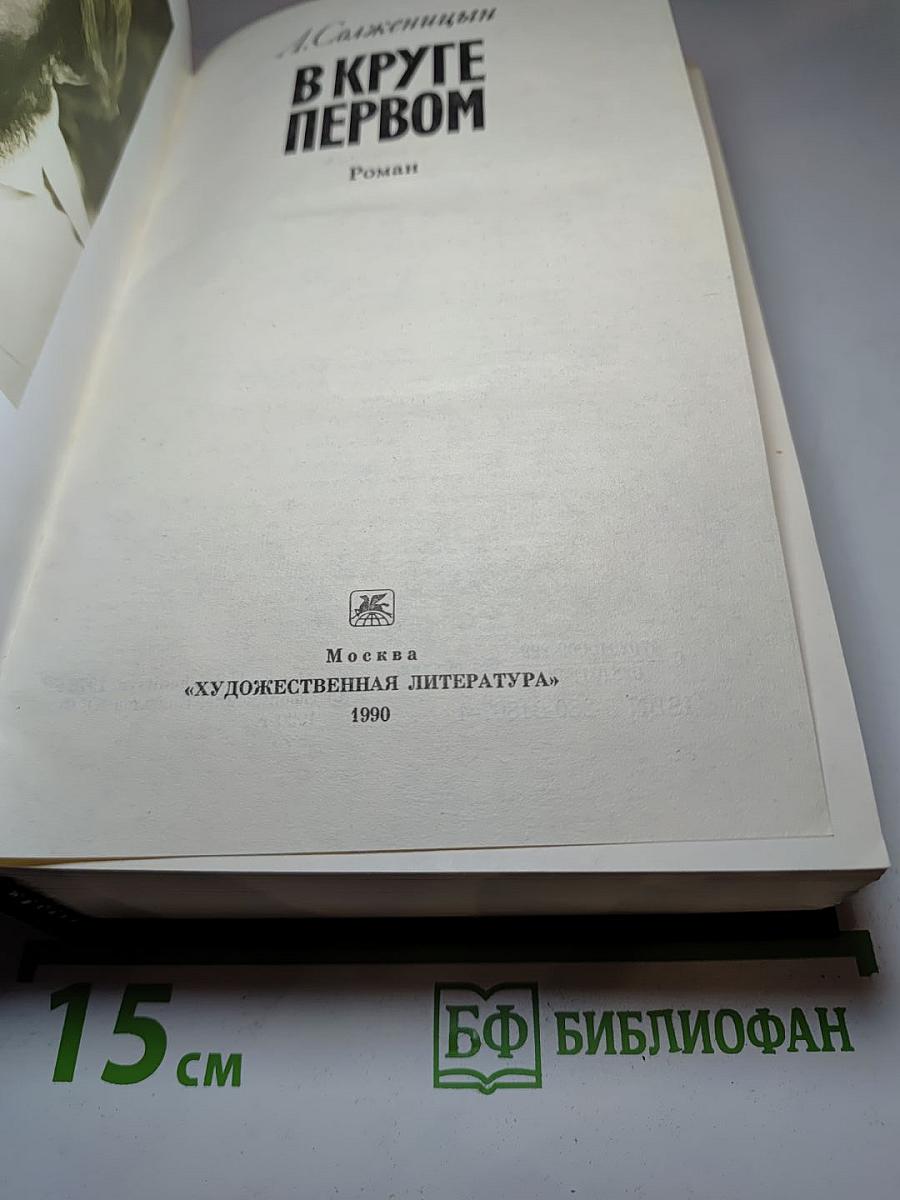 А. Солженицын
В КРУГЕ
ПЕРВОМ
Роман
Москва
«ХУДОЖЕСТВЕННАЯ ЛИТЕРАТУРА»
1990
15 см
БФ БИБЛИОФАН